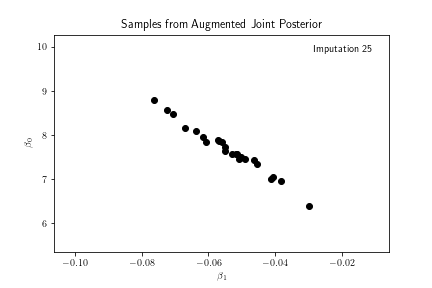 Samples from Augmented Joint Posterior
Imputation 25
10
9
8
7
6
β0
−0.10
−0.08
−0.06
−0.04
−0.02
β1